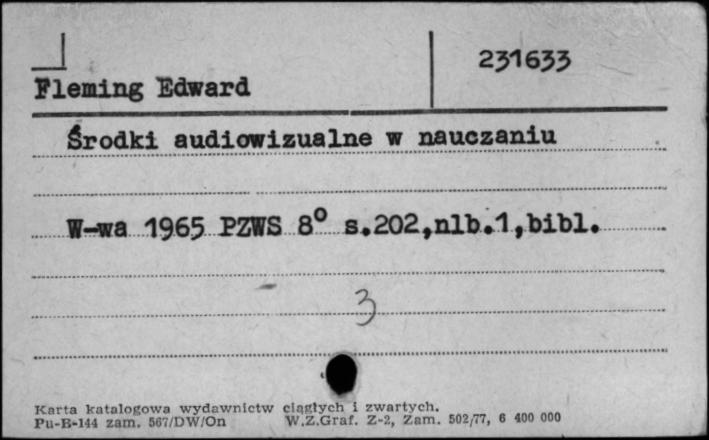 231633
Fleming Edward
Środki audiowizualne w nauczaniu
W-wa 1965 PZWS 8° s.202,nlb.1,bibl.
3
Karta katalogowa wydawnictw ciągłych i zwartych.
Pu-B-144 zam. 567/DW/On W.Z.Graf. Z-2, Zam. 502/77, 6 400 000